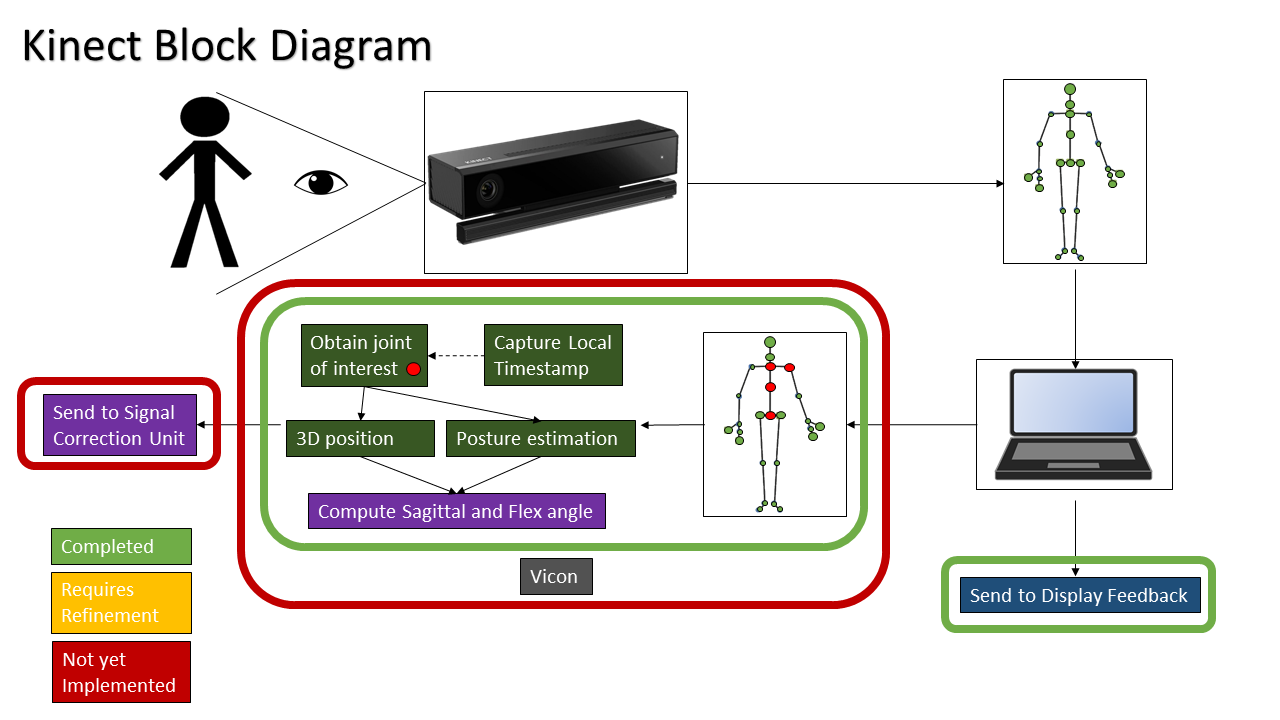 Kinect Block Diagram
KINECT
Obtain joint
of interest
Capture Local
Timestamp
Send to Signal
Correction Unit
3D position
Posture estimation
Compute Sagittal and Flex angle
Vicon
Send to Display Feedback
Completed
Requires
Refinement
Not yet
Implemented